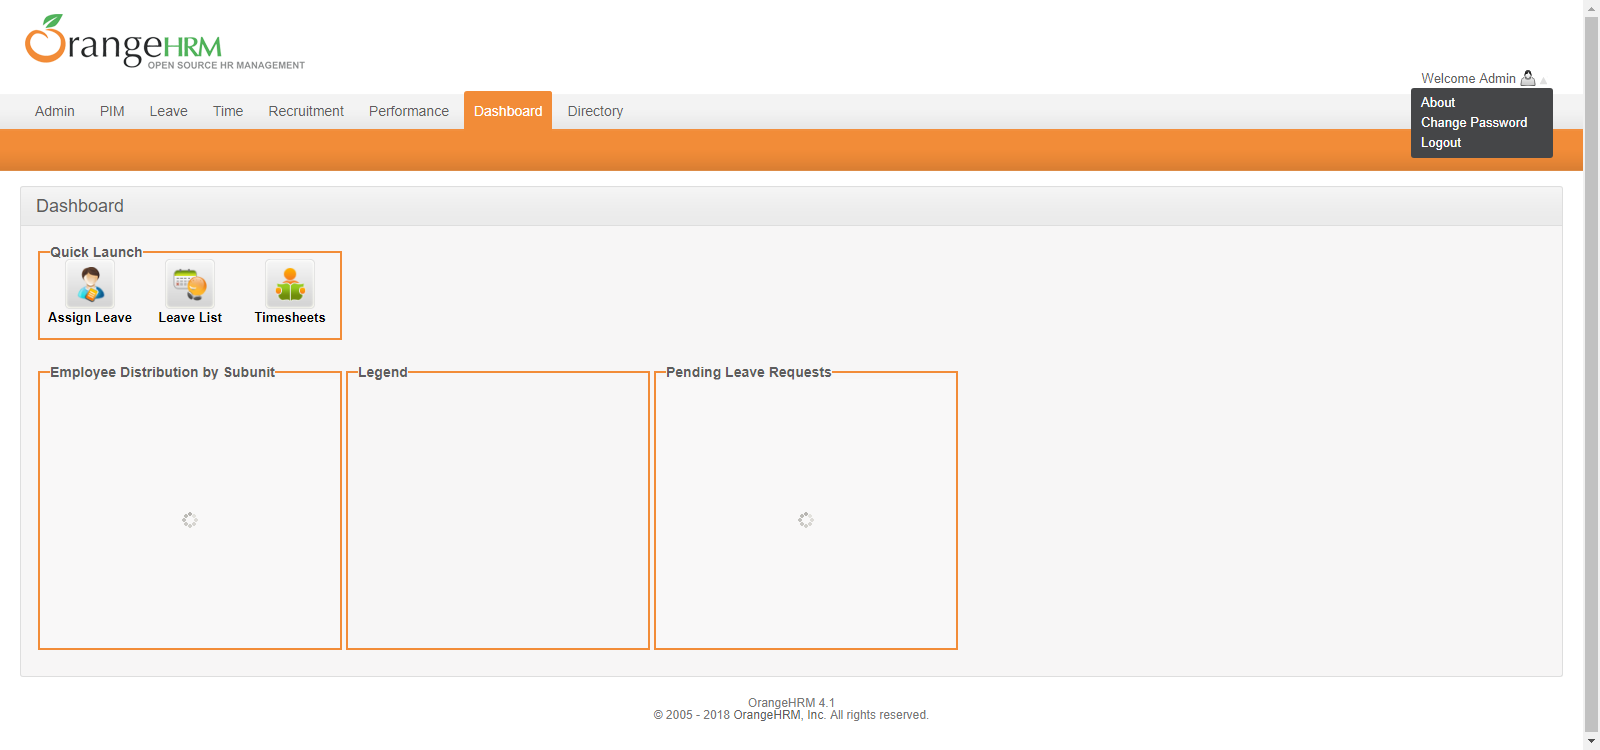 OrangeHRM
OPEN SOURCE HR MANAGEMENT
Welcome Admin
About
Change Password
Logout
Admin PIM Leave Time Recruitment Performance Dashboard Directory
Dashboard
Quick Launch
Assign Leave Leave List Timesheets
Employee Distribution by Subunit Legend Pending Leave Requests
OrangeHRM 4.1
© 2005 - 2018 OrangeHRM, Inc. All rights reserved.